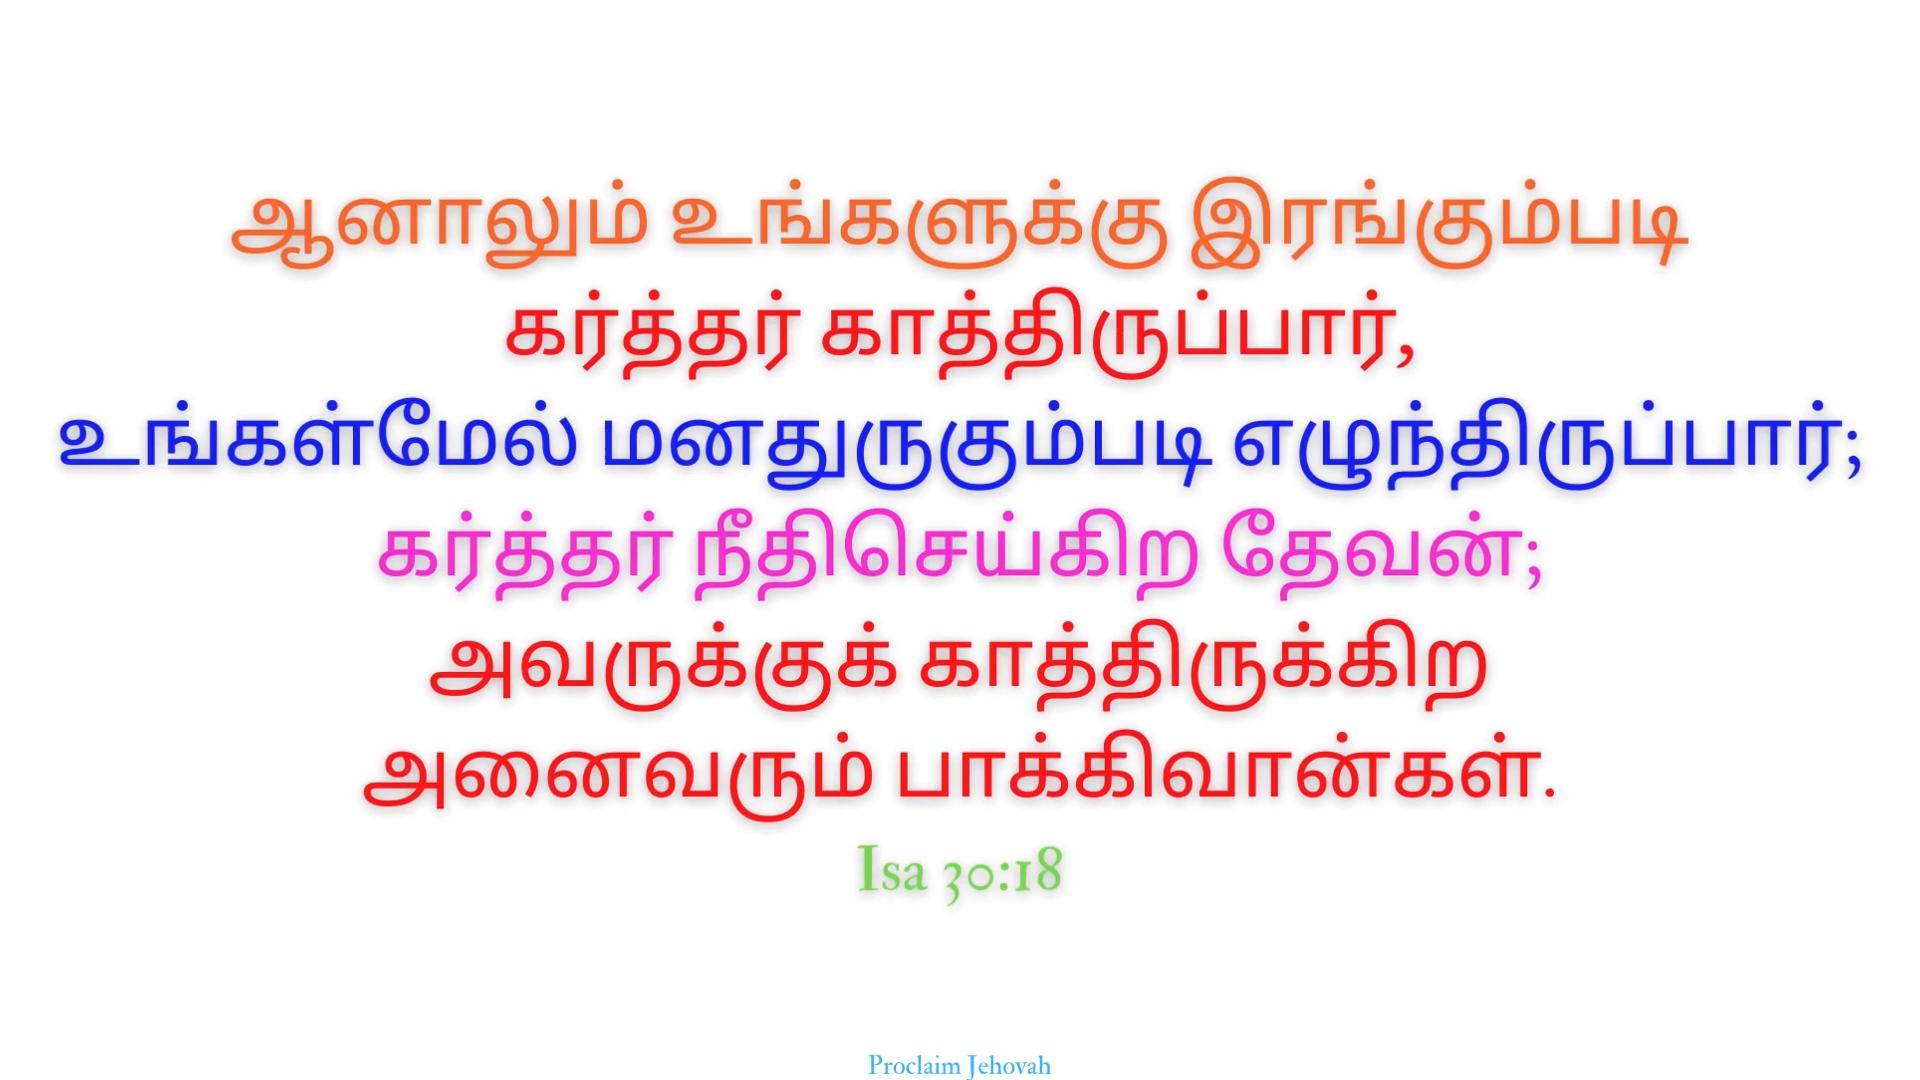 ஆனாலும் உங்களுக்கு இரங்கும்படி
கர்த்தர் காத்திருப்பார்,
உங்கள்மேல் மனதுருகும்படி எழுந்திருப்பார்;
கர்த்தர் நீதிசெய்கிற தேவன்;
அவருக்குக் காத்திருக்கிற
அனைவரும் பாக்கிவான்கள்.
Isa 30:18
Proclaim Jehovah